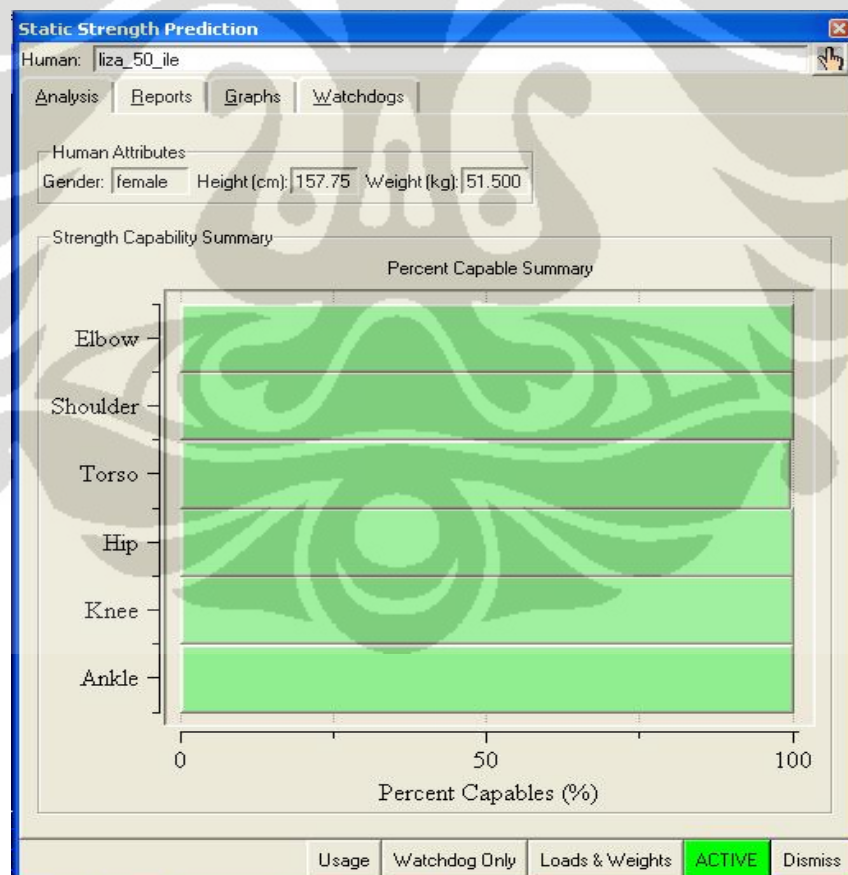 Static Strength Prediction
Human: liza_50_ile
Analysis Reports Graphs Watchdogs
Human Attributes
Gender: female Height (cm): 157.75 Weight (kg): 51.500
Strength Capability Summary
Percent Capable Summary
Elbow
Shoulder
Torso
Hip
Knee
Ankle
0 50 100
Percent Capables (%)
Usage Watchdog Only Loads & Weights ACTIVE Dismiss